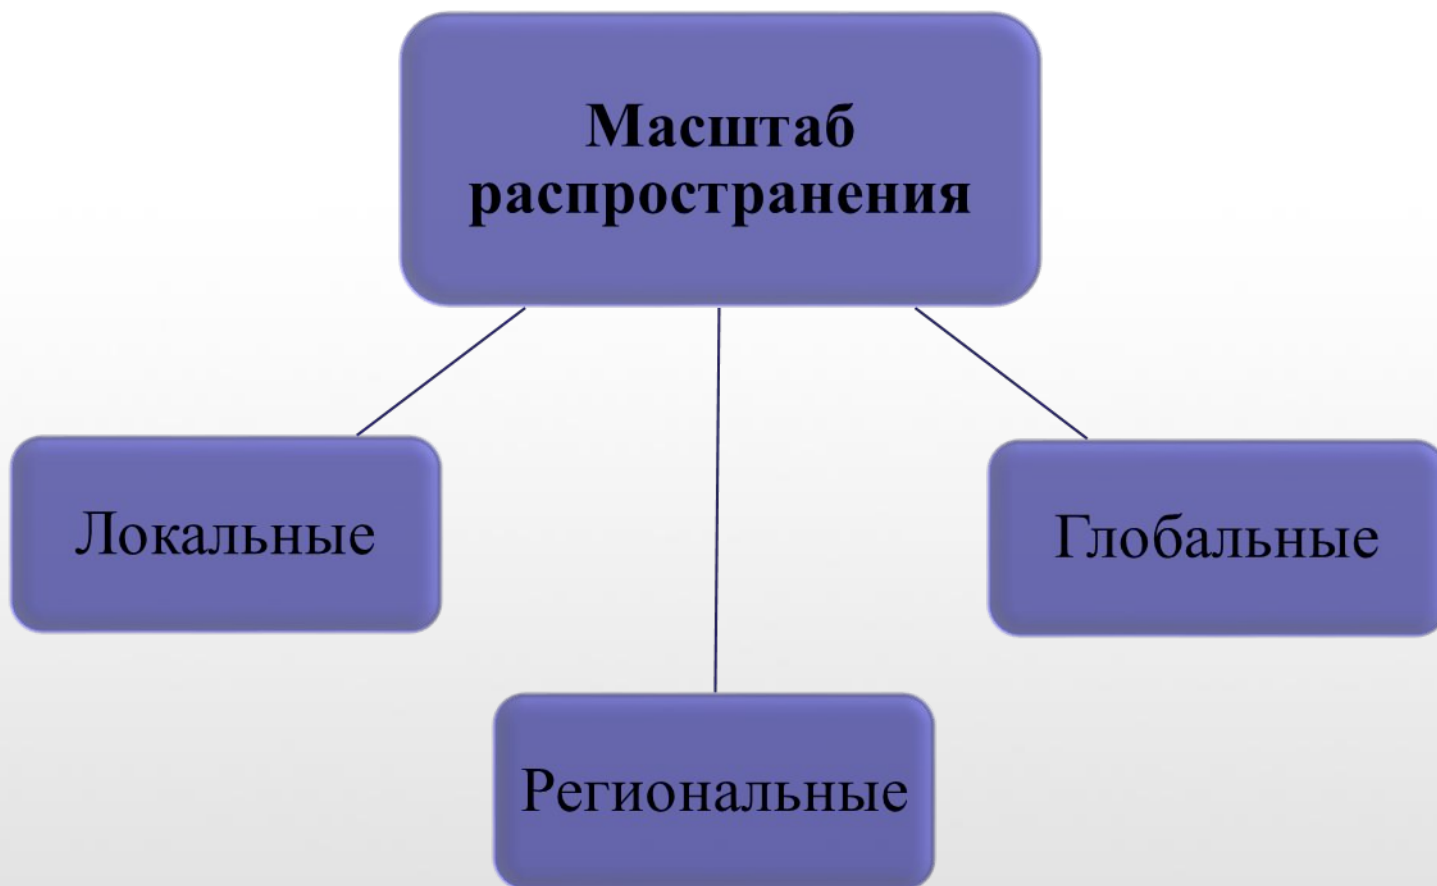 Масштаб
распространения
Локальные
Глобальные
Региональные